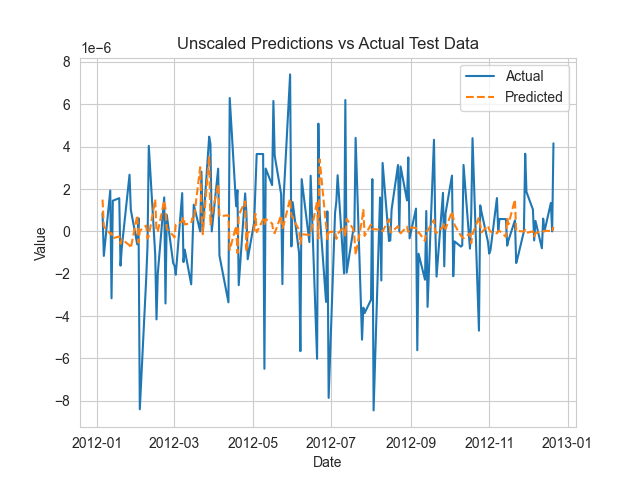 Unscaled Predictions vs Actual Test Data
1e−6
8
6
4
2
0
−2
−4
−6
−8
Value
Actual
Predicted
2012-01 2012-03 2012-05 2012-07 2012-09 2012-11 2013-01
Date